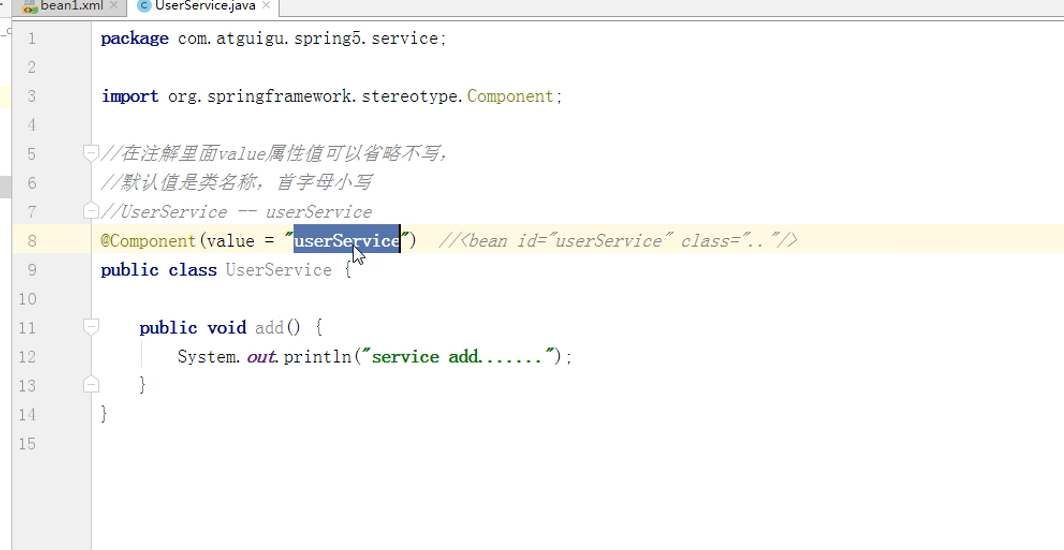 bean1.xml UserService.java
1 package com.atguigu.spring5.service;
2
3 import org.springframework.stereotype.Component;
4
5 //在注解里面value属性值可以省略不写，
6 //默认值是类名称，首字母小写
7 //UserService -- userService
8 @Component(value = "userService") //<bean id="userService" class=".."/>
9 public class UserService {
10
11 public void add() {
12 System.out.println("service add.......");
13 }
14 }
15